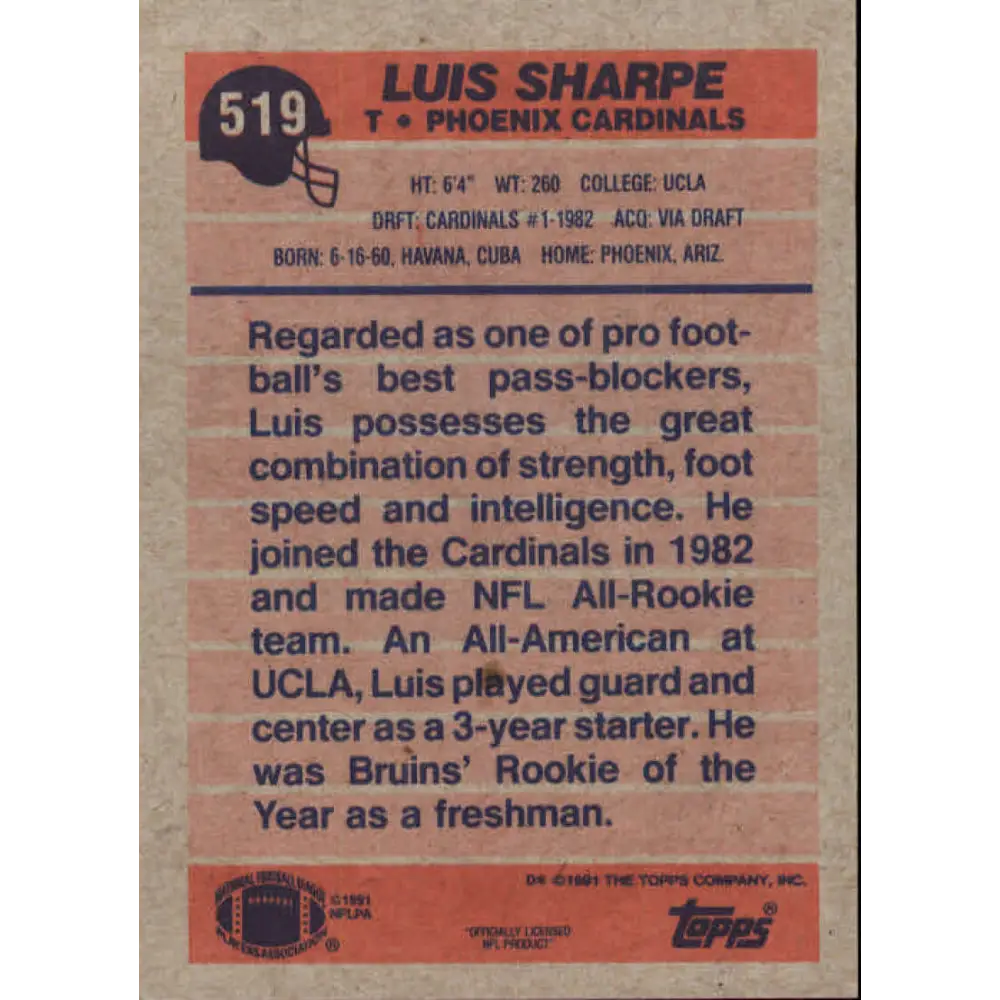 519
LUIS SHARPE
T • PHOENIX CARDINALS
HT: 6'4" WT: 260 COLLEGE: UCLA
DRFT: CARDINALS #1-1982 ACQ: VIA DRAFT
BORN: 6-16-60, HAVANA, CUBA HOME: PHOENIX, ARIZ.
Regarded as one of pro foot-
ball's best pass-blockers,
Luis possesses the great
combination of strength, foot
speed and intelligence. He
joined the Cardinals in 1982
and made NFL All-Rookie
team. An All-American at
UCLA, Luis played guard and
center as a 3-year starter. He
was Bruins' Rookie of the
Year as a freshman.
NATIONAL FOOTBALL LEAGUE
PLAYERS ASSOCIATION ®
©1991
NFLPA
"OFFICIALLY LICENSED
NFL PRODUCT"
D* ©1991 THE TOPPS COMPANY, INC.
topps®